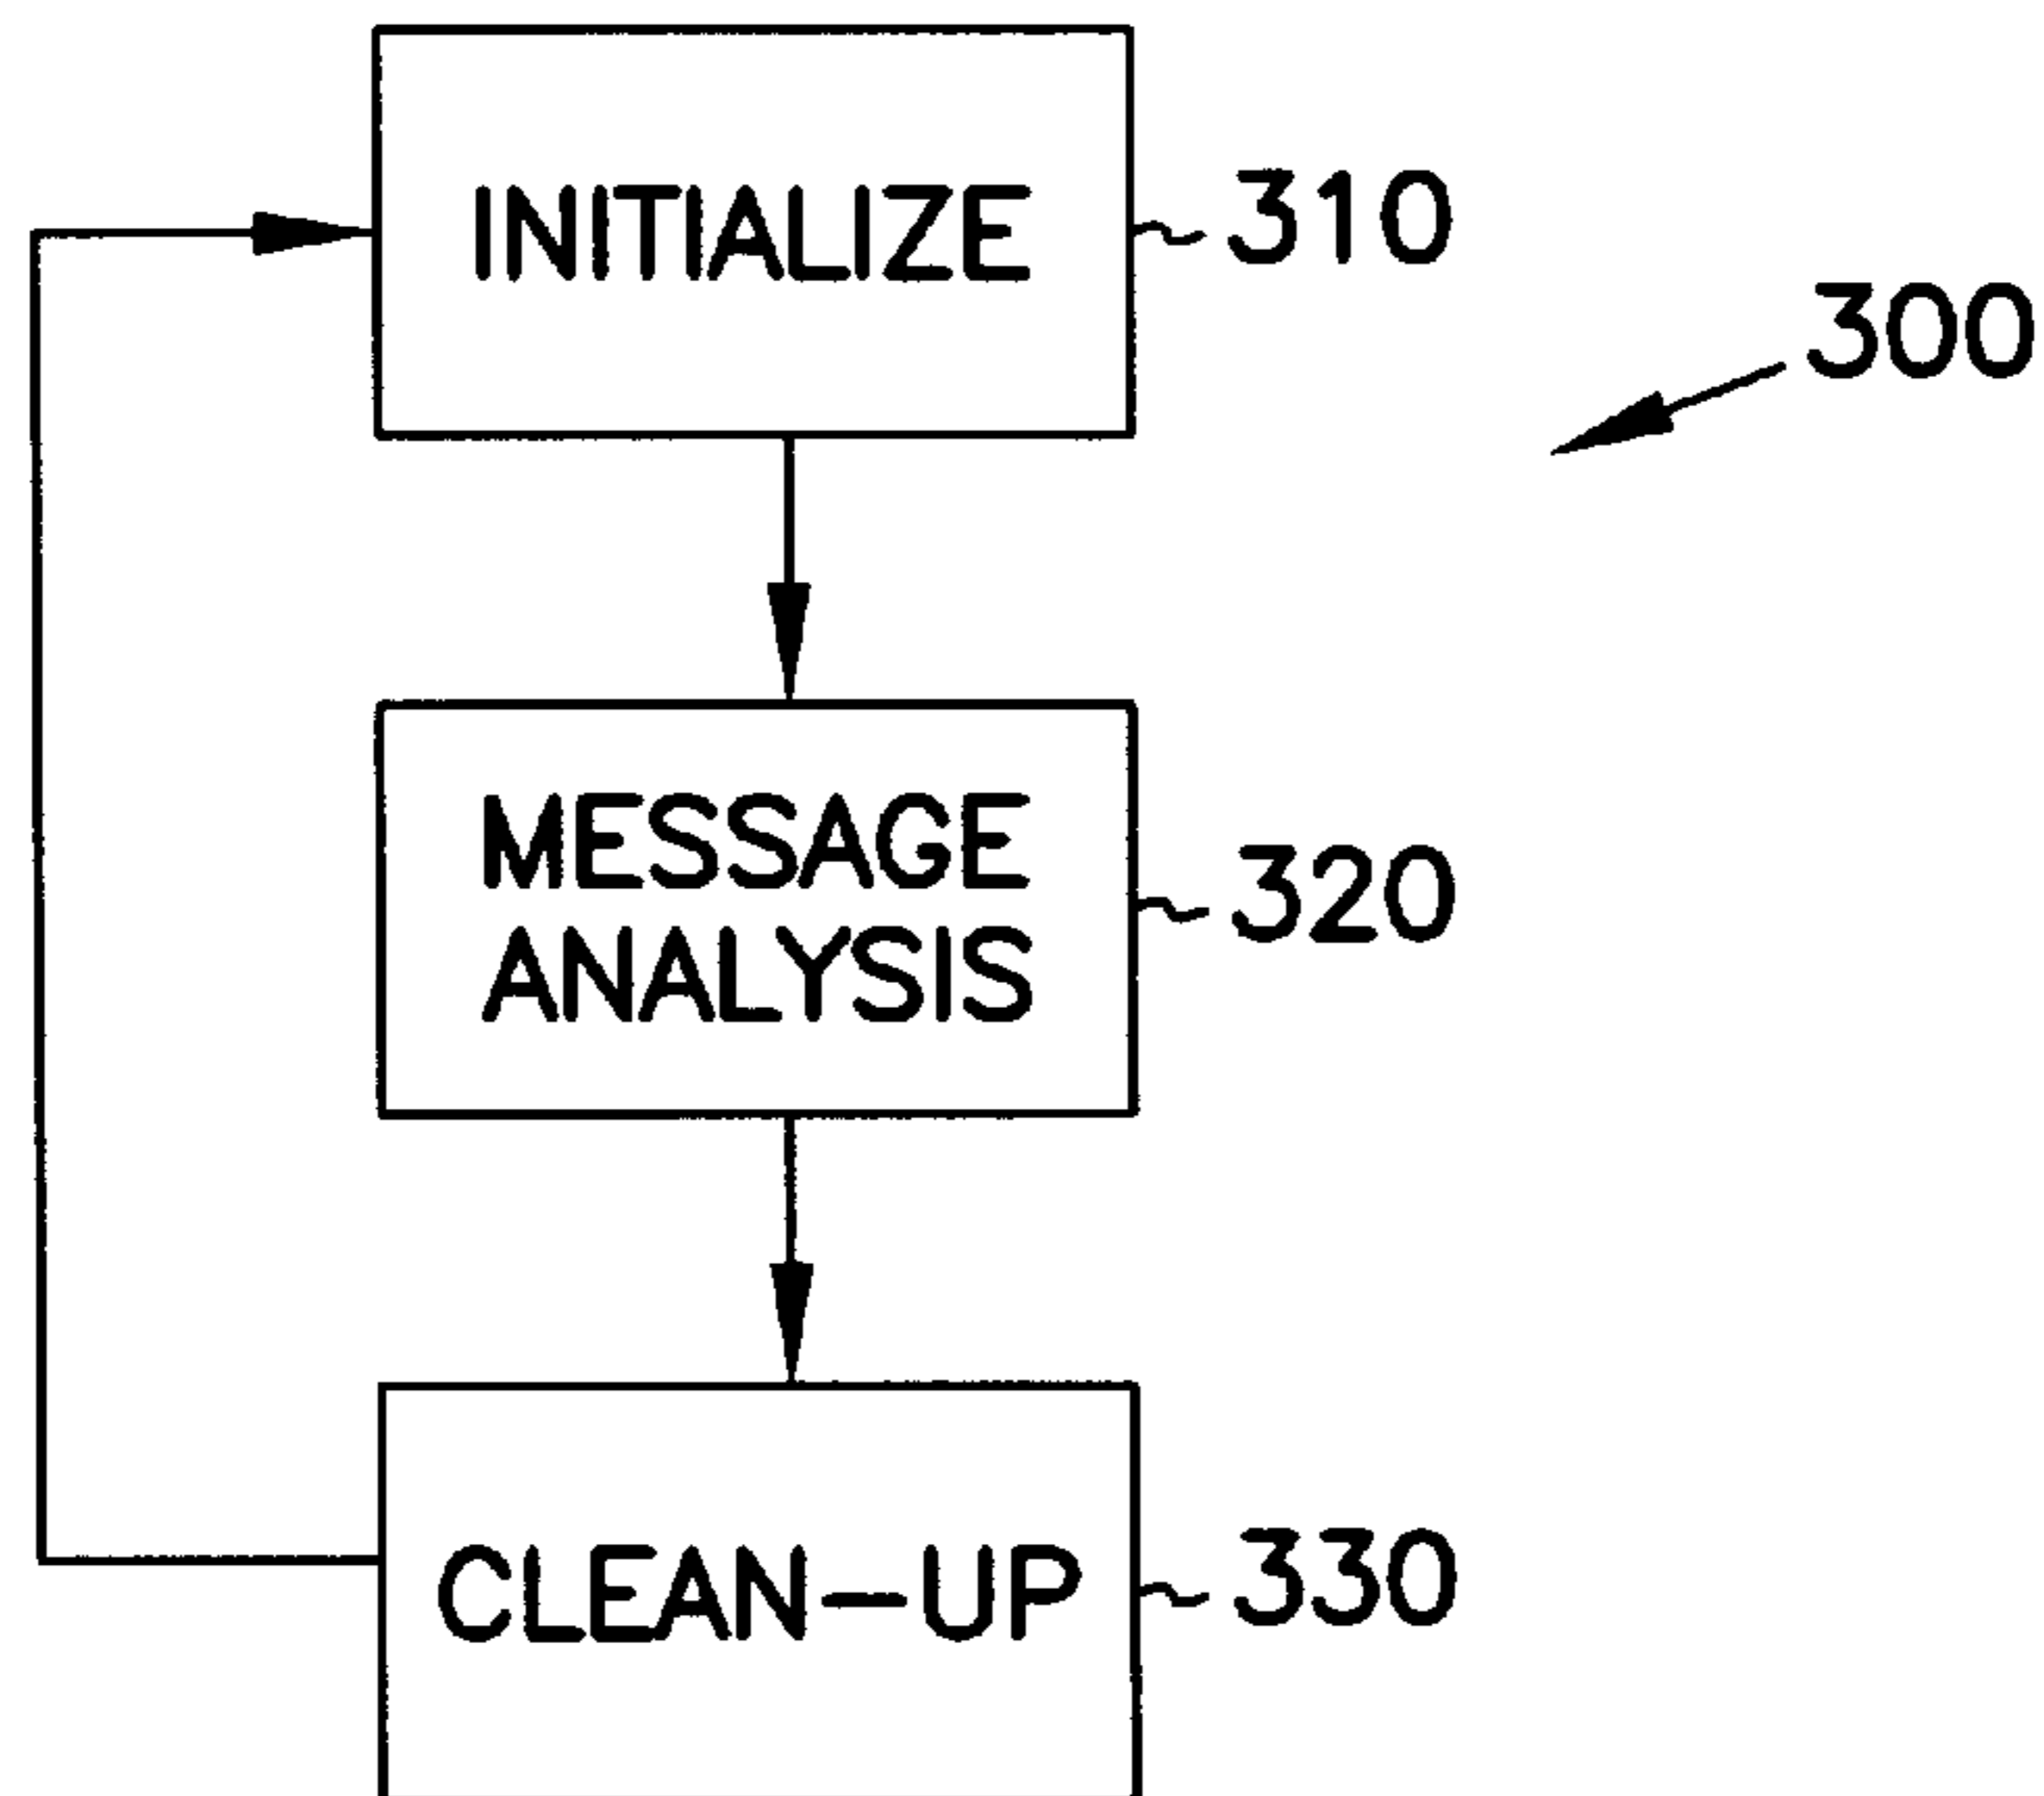 INITIALIZE
310
300
MESSAGE
ANALYSIS
320
CLEAN-UP
330